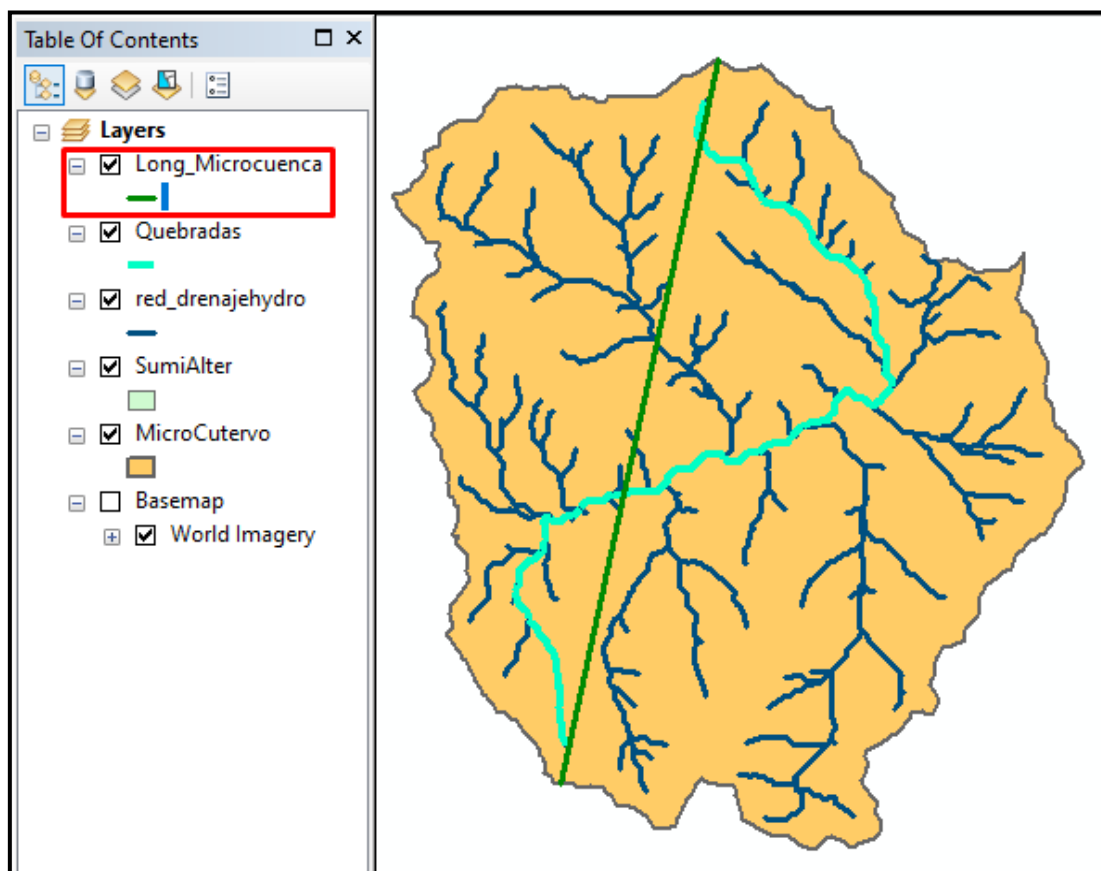 Table Of Contents
Layers
Long_Microcuenca
Quebradas
red_drenajehydro
SumiAlter
MicroCutervo
Basemap
World Imagery